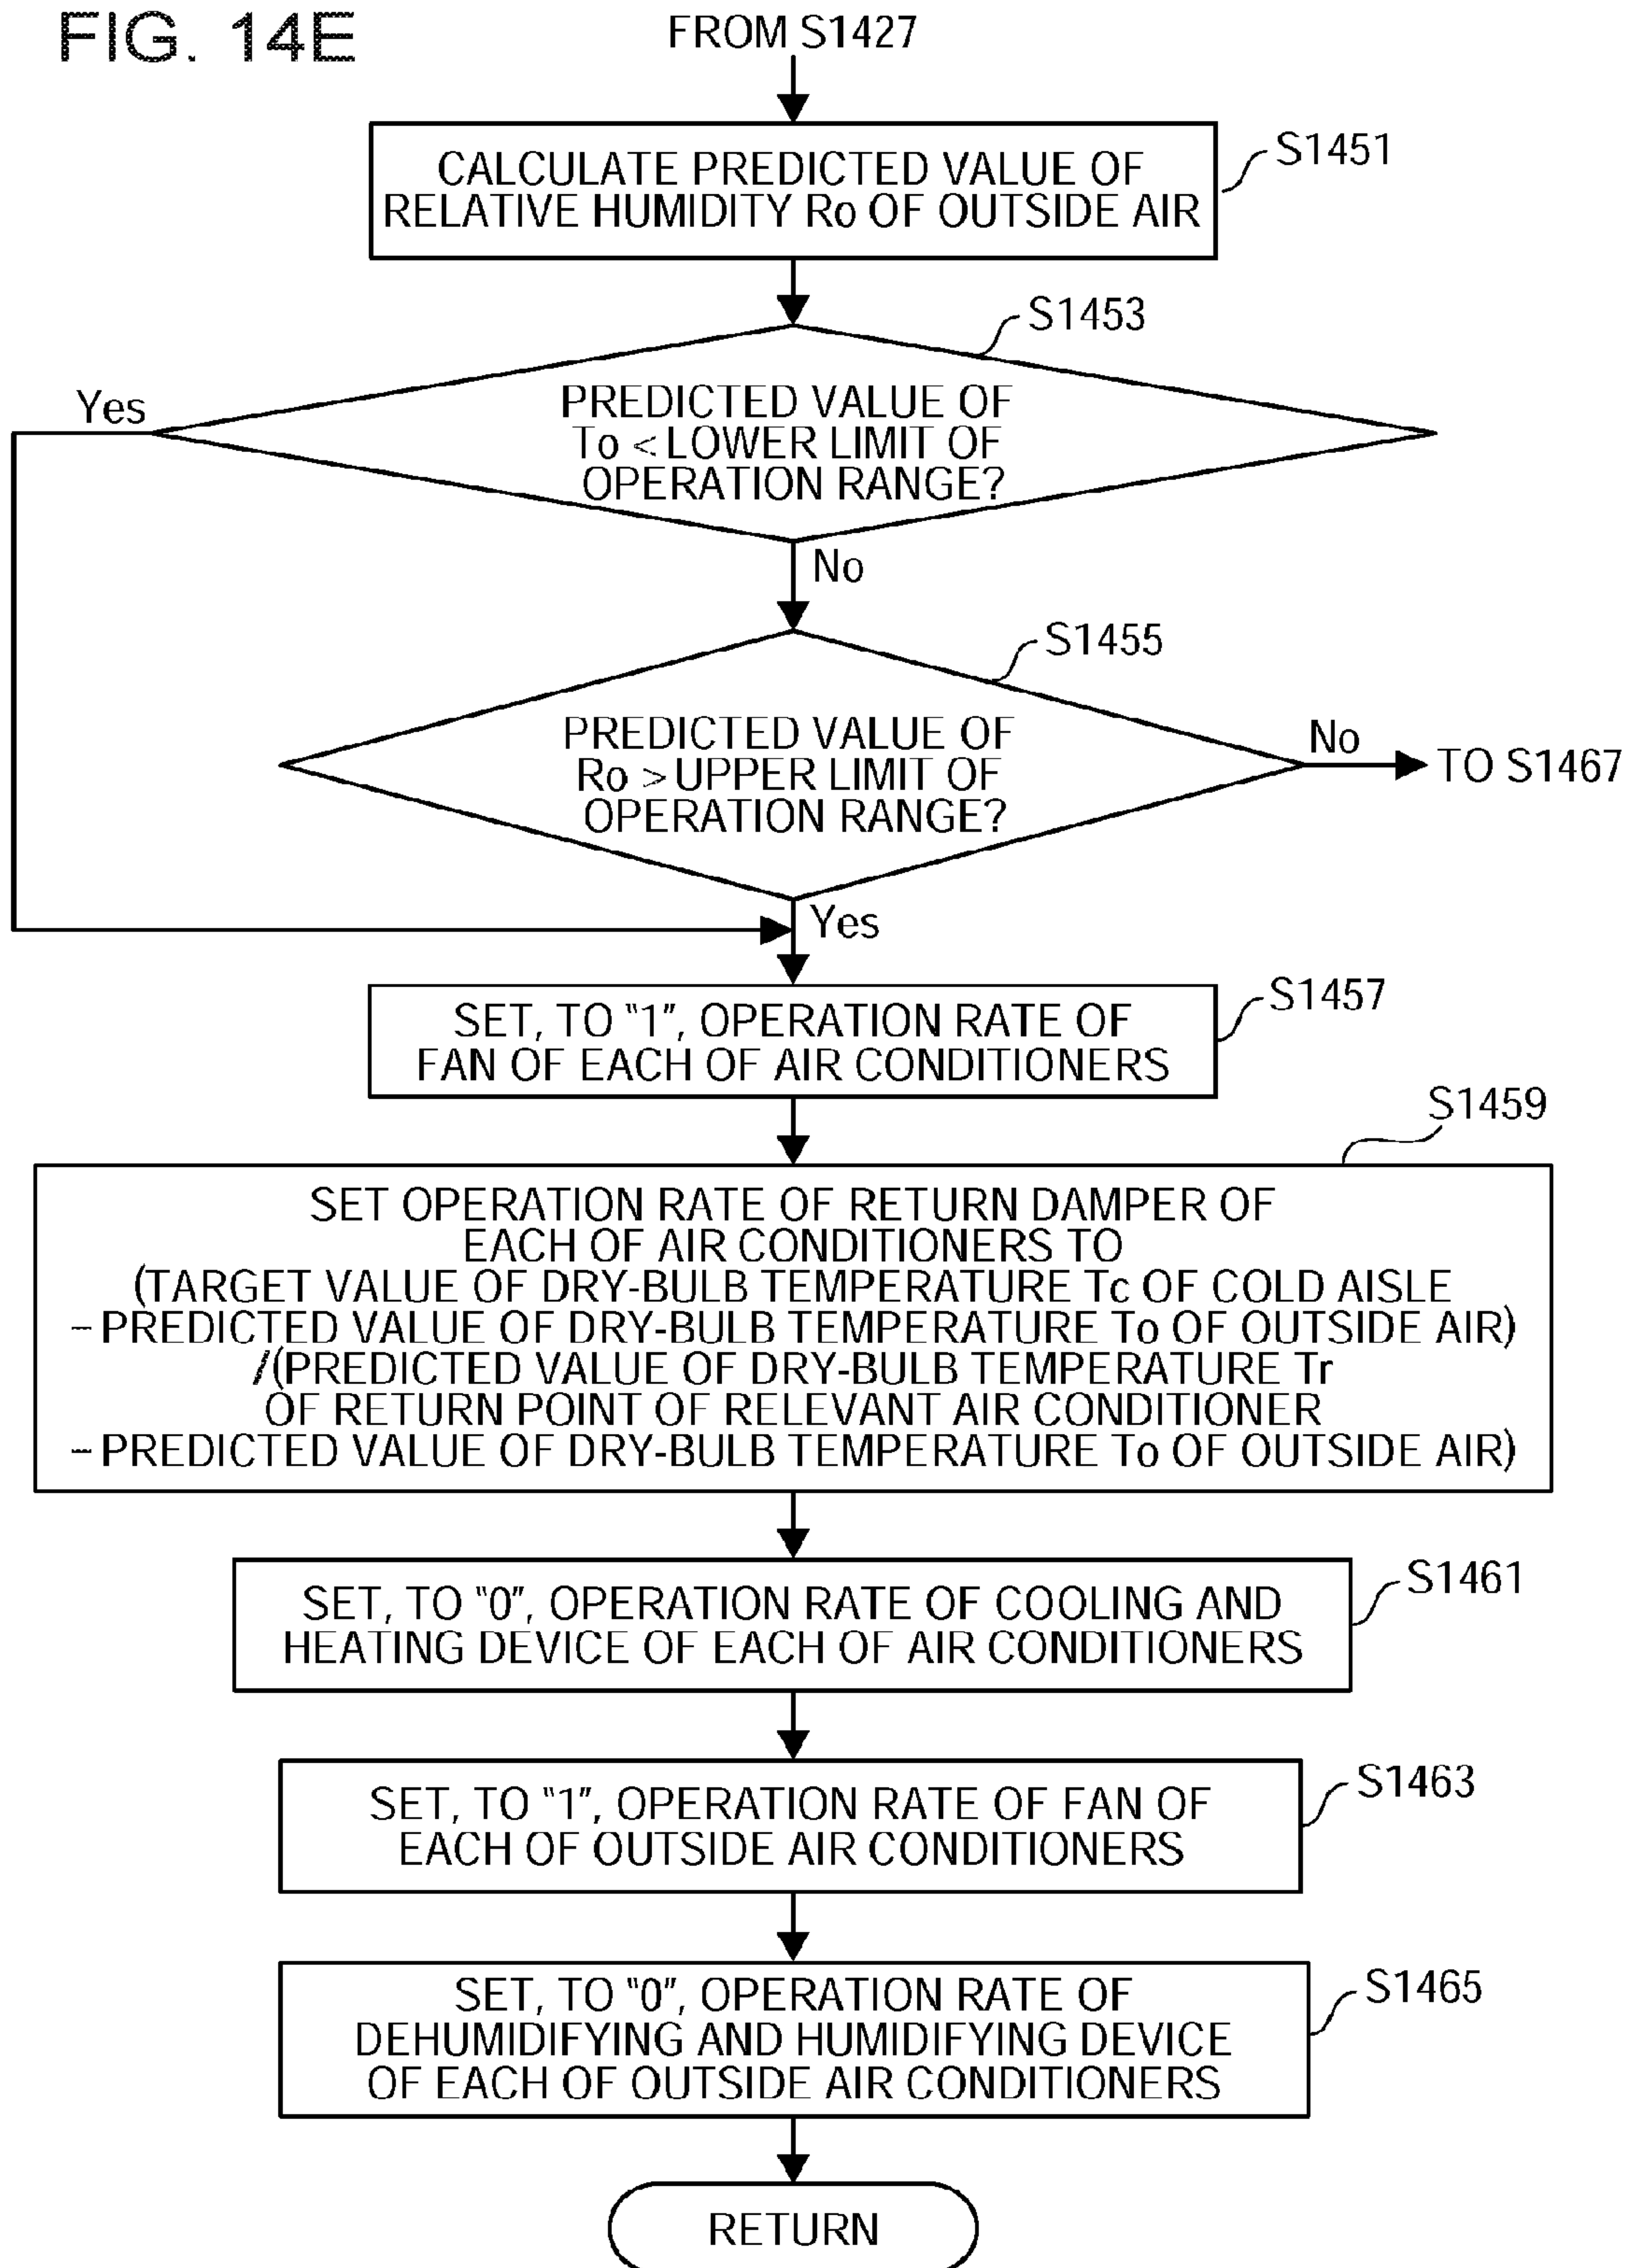 FIG. 14E
FROM S1427
CALCULATE PREDICTED VALUE OF
RELATIVE HUMIDITY Ro OF OUTSIDE AIR
S1451
S1453
Yes
PREDICTED VALUE OF
To < LOWER LIMIT OF
OPERATION RANGE?
No
S1455
PREDICTED VALUE OF
Ro > UPPER LIMIT OF
OPERATION RANGE?
No
TO S1467
Yes
S1457
SET, TO "1", OPERATION RATE OF
FAN OF EACH OF AIR CONDITIONERS
S1459
SET OPERATION RATE OF RETURN DAMPER OF
EACH OF AIR CONDITIONERS TO
(TARGET VALUE OF DRY-BULB TEMPERATURE Tc OF COLD AISLE
– PREDICTED VALUE OF DRY-BULB TEMPERATURE To OF OUTSIDE AIR)
/(PREDICTED VALUE OF DRY-BULB TEMPERATURE Tr
OF RETURN POINT OF RELEVANT AIR CONDITIONER
– PREDICTED VALUE OF DRY-BULB TEMPERATURE To OF OUTSIDE AIR)
S1461
SET, TO "0", OPERATION RATE OF COOLING AND
HEATING DEVICE OF EACH OF AIR CONDITIONERS
S1463
SET, TO "1", OPERATION RATE OF FAN OF
EACH OF OUTSIDE AIR CONDITIONERS
S1465
SET, TO "0", OPERATION RATE OF
DEHUMIDIFYING AND HUMIDIFYING DEVICE
OF EACH OF OUTSIDE AIR CONDITIONERS
RETURN